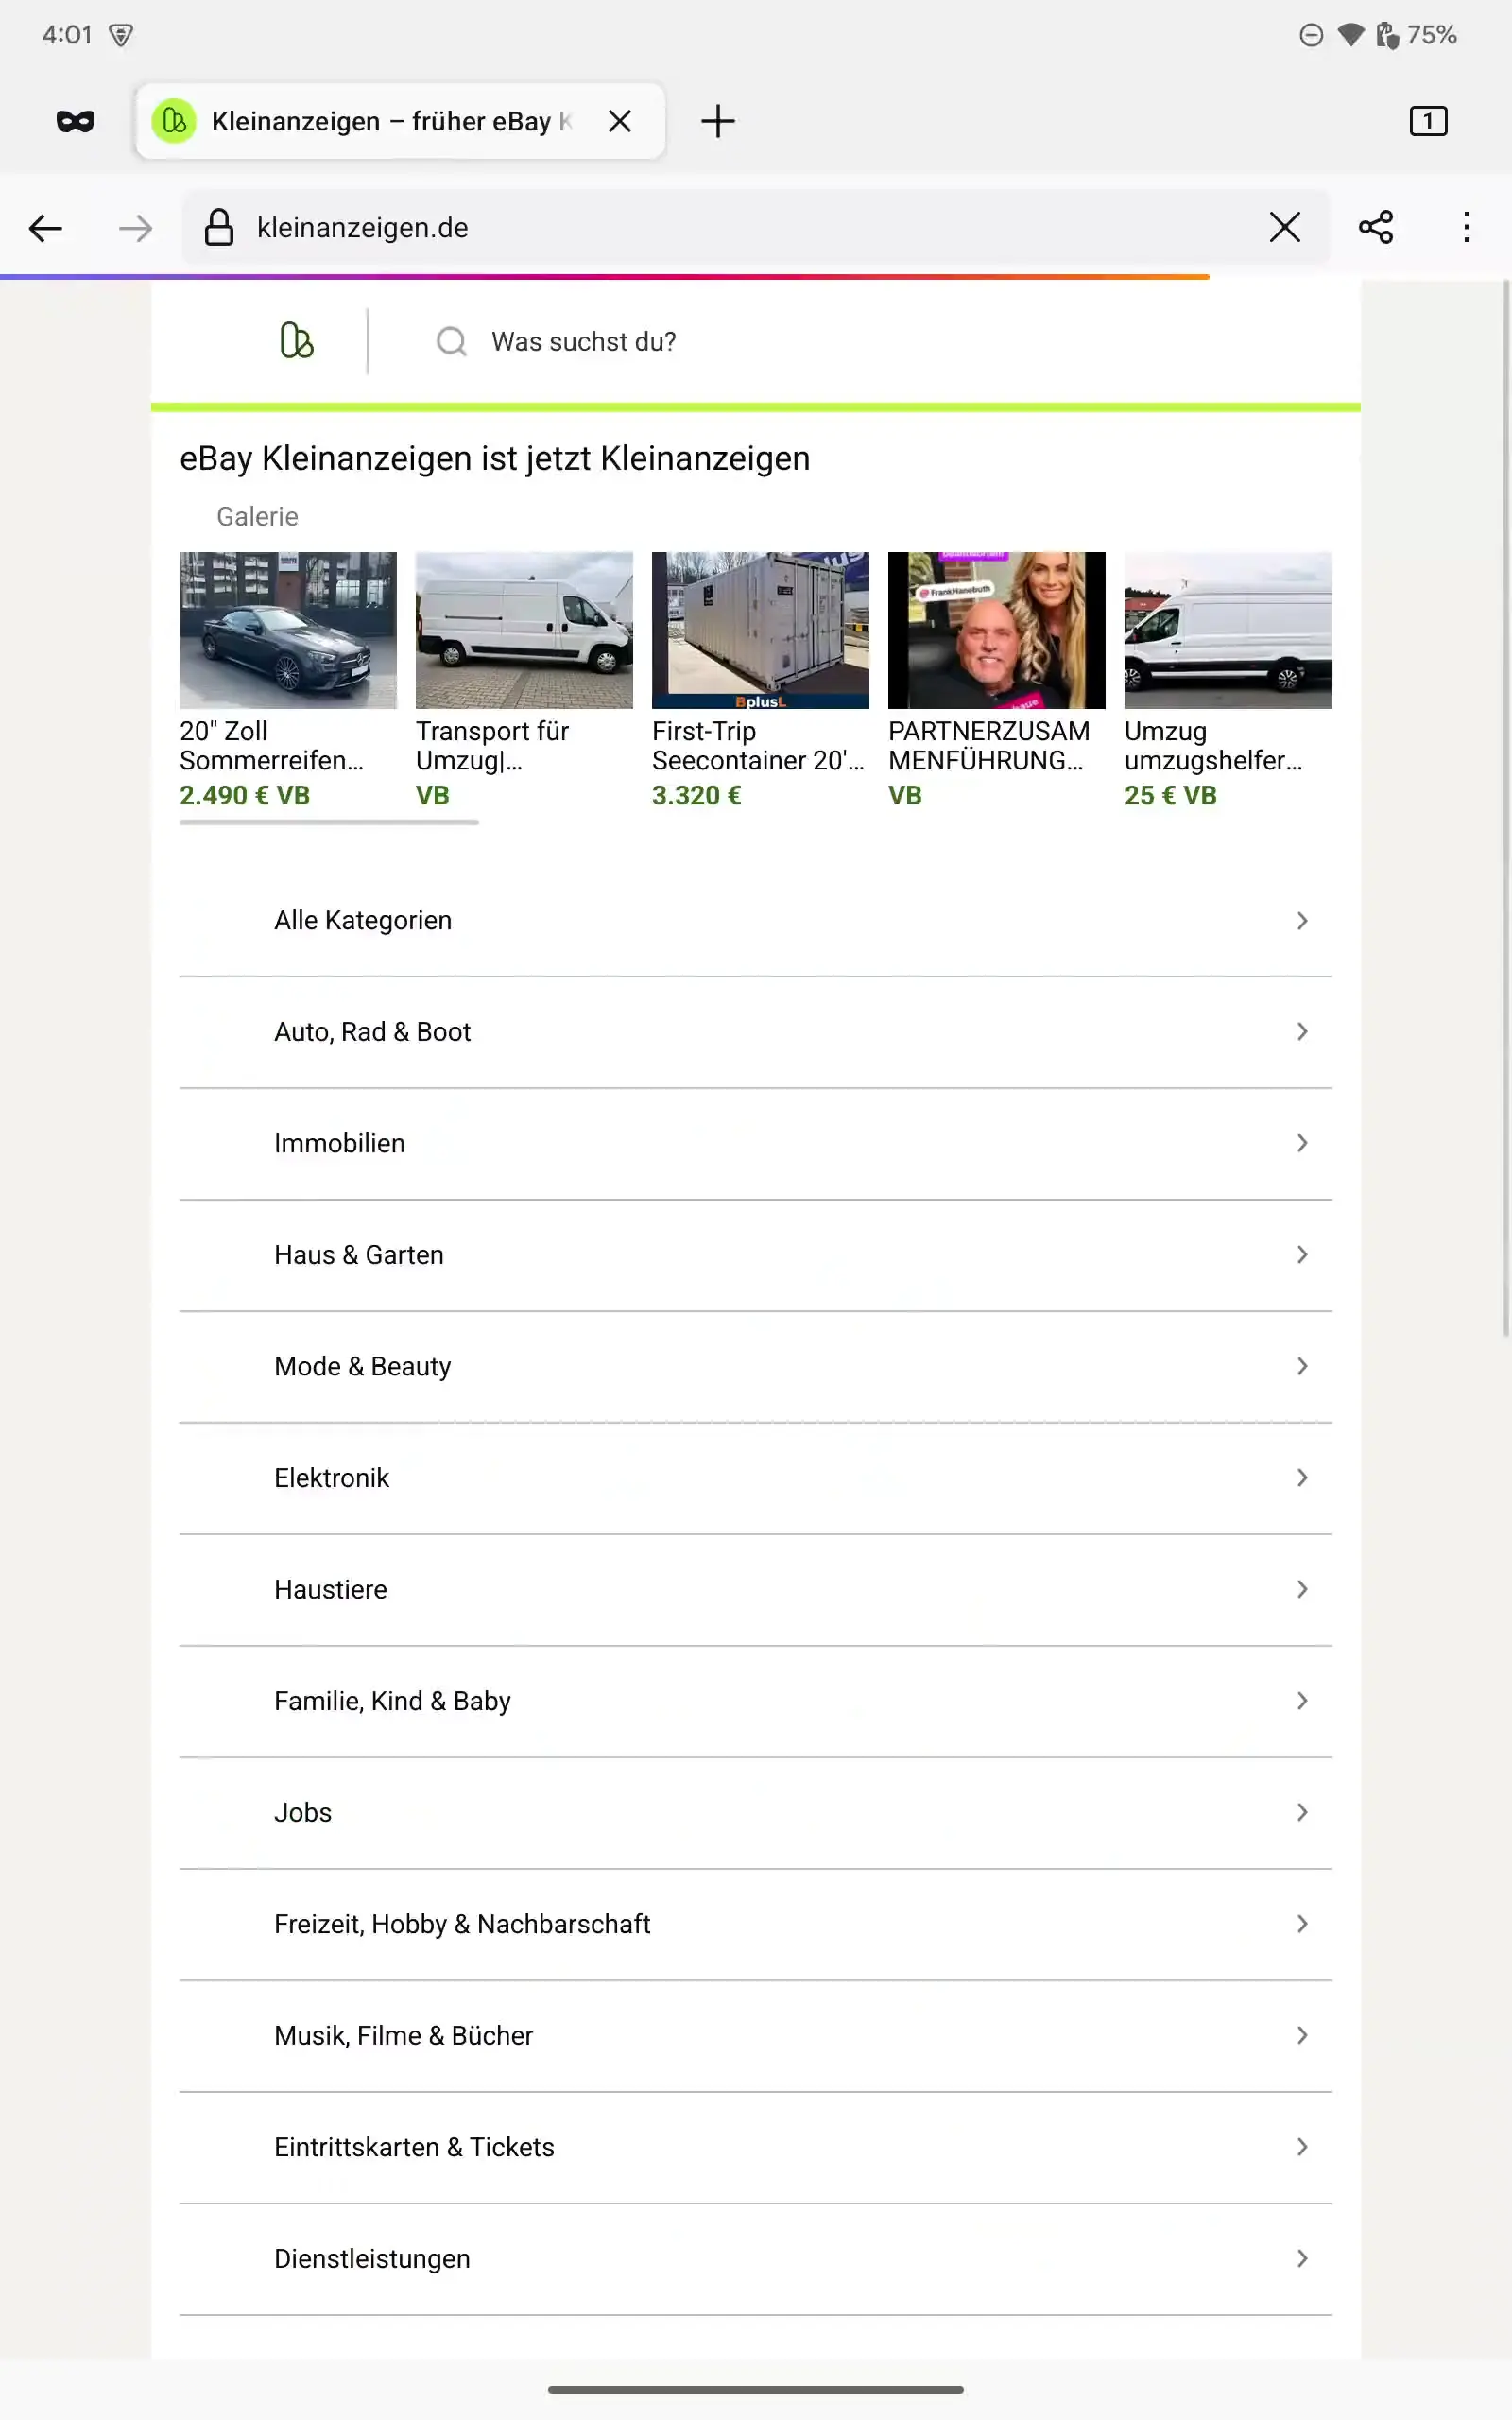 4:01
75%
Kleinanzeigen – früher eBay K
1
kleinanzeigen.de
Was suchst du?
eBay Kleinanzeigen ist jetzt Kleinanzeigen
Galerie
@FrankHanebuth
BplusL
20" Zoll
Sommerreifen...
2.490 € VB
Transport für
Umzug|...
VB
First-Trip
Seecontainer 20'...
3.320 €
PARTNERZUSAM
MENFÜHRUNG...
VB
Umzug
umzugshelfer...
25 € VB
Alle Kategorien
Auto, Rad & Boot
Immobilien
Haus & Garten
Mode & Beauty
Elektronik
Haustiere
Familie, Kind & Baby
Jobs
Freizeit, Hobby & Nachbarschaft
Musik, Filme & Bücher
Eintrittskarten & Tickets
Dienstleistungen